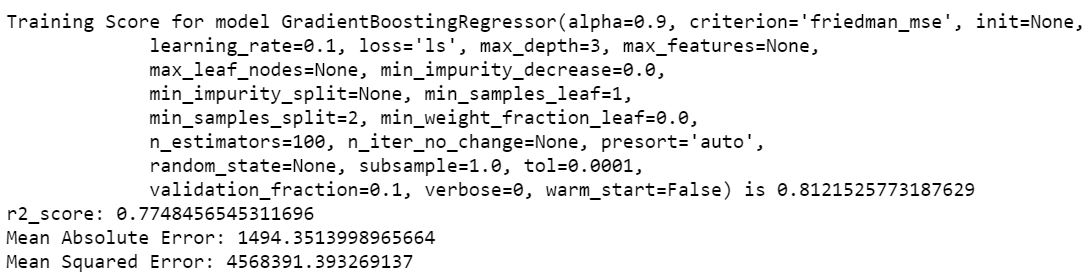 Training Score for model GradientBoostingRegressor(alpha=0.9, criterion='friedman_mse', init=None,
learning_rate=0.1, loss='ls', max_depth=3, max_features=None,
max_leaf_nodes=None, min_impurity_decrease=0.0,
min_impurity_split=None, min_samples_leaf=1,
min_samples_split=2, min_weight_fraction_leaf=0.0,
n_estimators=100, n_iter_no_change=None, presort='auto',
random_state=None, subsample=1.0, tol=0.0001,
validation_fraction=0.1, verbose=0, warm_start=False) is 0.8121525773187629
r2_score: 0.7748456545311696
Mean Absolute Error: 1494.3513998965664
Mean Squared Error: 4568391.393269137